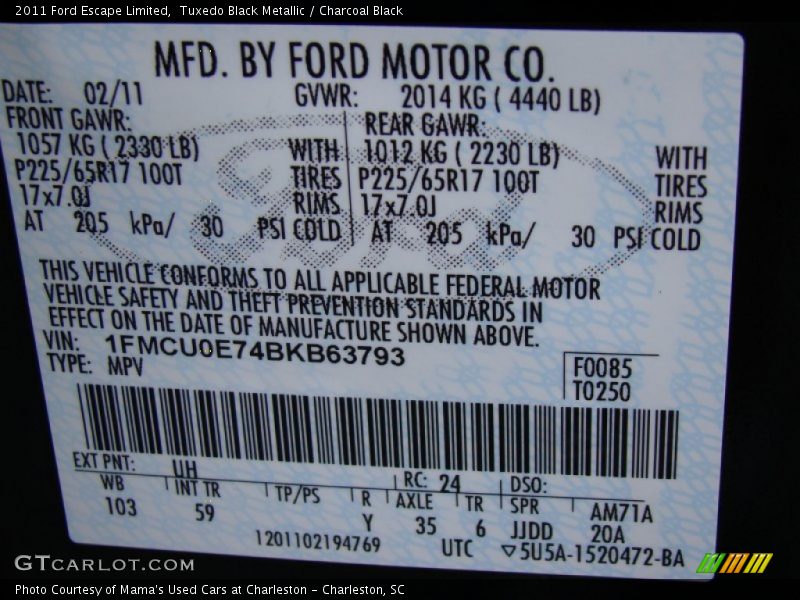 2011 Ford Escape Limited,  Tuxedo Black Metallic / Charcoal Black
MFD. BY FORD MOTOR CO.
DATE: 02/11 GVWR: 2014 KG ( 4440 LB)
FRONT GAWR: REAR GAWR:
1057 KG ( 2330 LB) WITH 1012 KG ( 2230 LB) WITH
P225/65R17 100T TIRES P225/65R17 100T TIRES
17x7.0J RIMS 17x7.0J RIMS
AT 205 kPa/ 30 PSI COLD AT 205 kPa/ 30 PSI COLD
Ford
THIS VEHICLE CONFORMS TO ALL APPLICABLE FEDERAL MOTOR
VEHICLE SAFETY AND THEFT PREVENTION STANDARDS IN
EFFECT ON THE DATE OF MANUFACTURE SHOWN ABOVE.
VIN: 1FMCU0E74BKB63793
TYPE: MPV
F0085
T0250
EXT PNT: UH RC: 24 DSO:
WB INT TR TP/PS R AXLE TR SPR AM71A
103 59 Y 35 6 JJDD 20A
1201102194769 UTC ▽5U5A-1520472-BA
GTCARLOT.COM
Photo Courtesy of Mama's Used Cars at Charleston - Charleston, SC